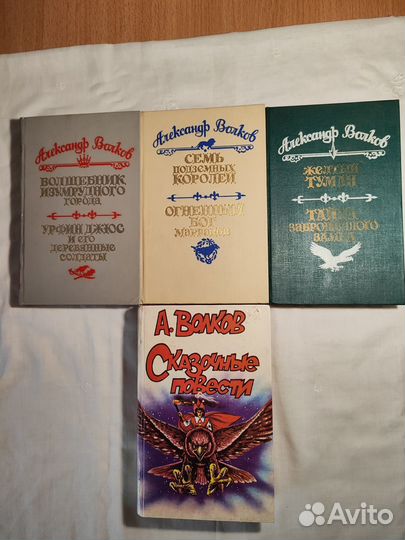 Александр Волков
ВОЛШЕБНИК
ИЗУМРУДНОГО
ГОРОДА
УРФИН ДЖЮС
И ЕГО
ДЕРЕВЯННЫЕ
СОЛДАТЫ
Александр Волков
СЕМЬ
ПОДЗЕМНЫХ
КОРОЛЕЙ
ОГНЕННЫЙ
БОГ
МАРРАНОВ
Александр Волков
ЖЕЛТЫЙ
ТУМАН
ТАЙНА
ЗАБРОШЕННОГО
ЗАМКА
А. ВОЛКОВ
СКАЗОЧНЫЕ
ПОВЕСТИ
Avito